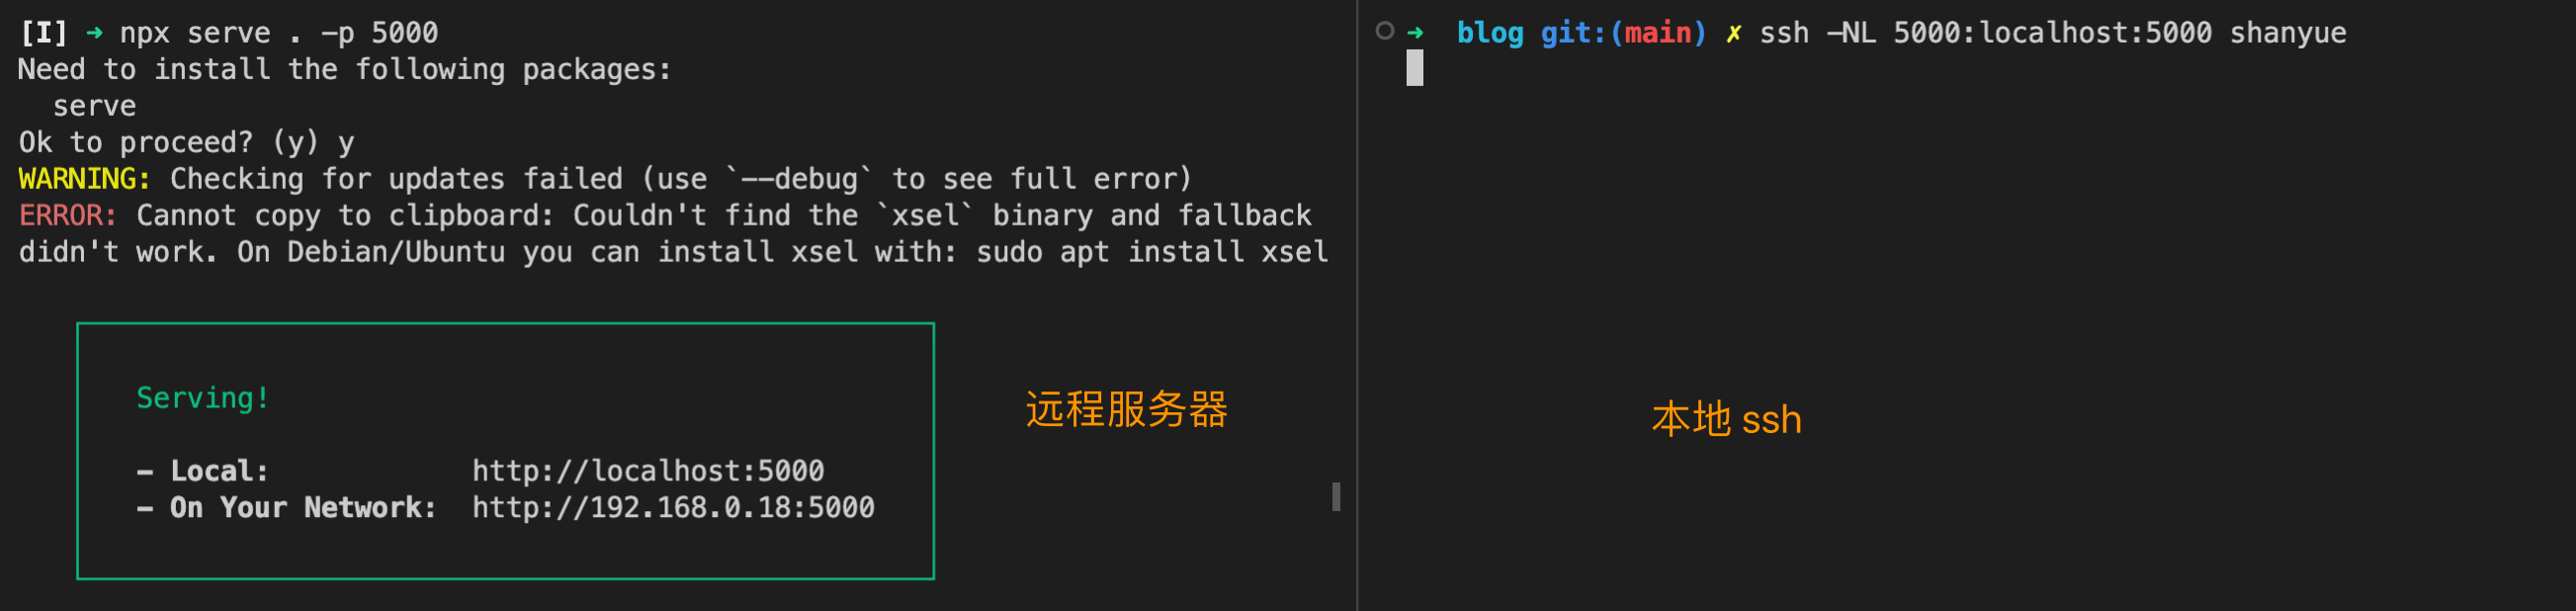 [I] ➜ npx serve . -p 5000
Need to install the following packages:
  serve
Ok to proceed? (y) y
WARNING: Checking for updates failed (use `--debug` to see full error)
ERROR: Cannot copy to clipboard: Couldn't find the `xsel` binary and fallback
didn't work. On Debian/Ubuntu you can install xsel with: sudo apt install xsel
Serving!
- Local: http://localhost:5000
- On Your Network: http://192.168.0.18:5000
远程服务器
➜ blog git:(main) ✗ ssh -NL 5000:localhost:5000 shanyue
本地 ssh